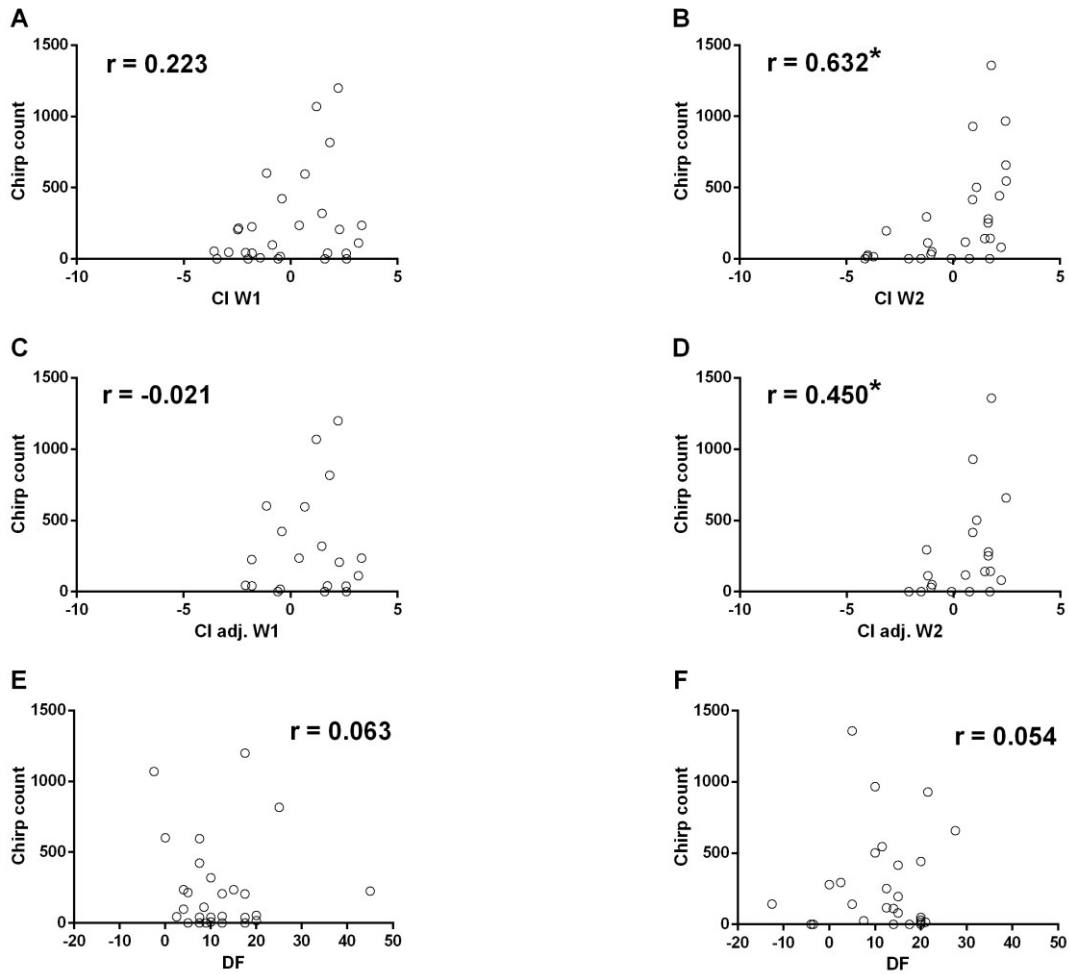 A
B
r = 0.223
r = 0.632*
1500
1000
500
0
Chirp count
-10
-5
0
5
CI W1
1500
1000
500
0
Chirp count
-10
-5
0
5
CI W2
C
D
r = -0.021
r = 0.450*
1500
1000
500
0
Chirp count
-10
-5
0
5
CI adj. W1
1500
1000
500
0
Chirp count
-10
-5
0
5
CI adj. W2
E
F
r = 0.063
r = 0.054
1500
1000
500
0
Chirp count
-20
-10
0
10
20
30
40
50
DF
1500
1000
500
0
Chirp count
-20
-10
0
10
20
30
40
50
DF